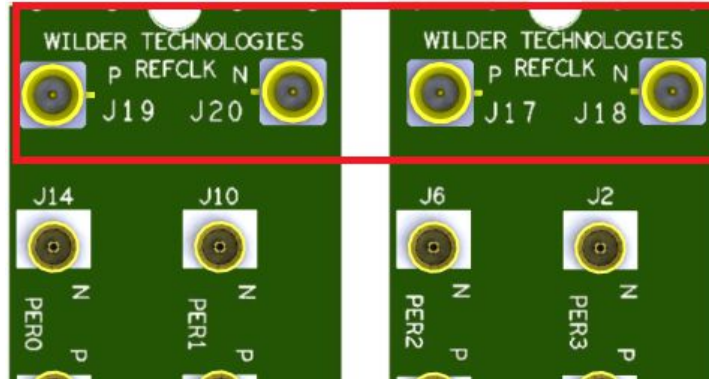 WILDER TECHNOLOGIES
P REFCLK N
J19 J20
WILDER TECHNOLOGIES
P REFCLK N
J17 J18
J14 J10
N N
PER0 PER1
P P
J6 J2
N N
PER2 PER3
P P